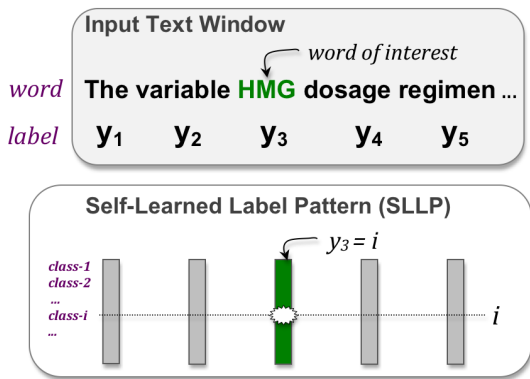 Input Text Window
word of interest
word The variable HMG dosage regimen ...
label y1 y2 y3 y4 y5
Self-Learned Label Pattern (SLLP)
y3 = i
class-1
class-2
...
class-i
i
...